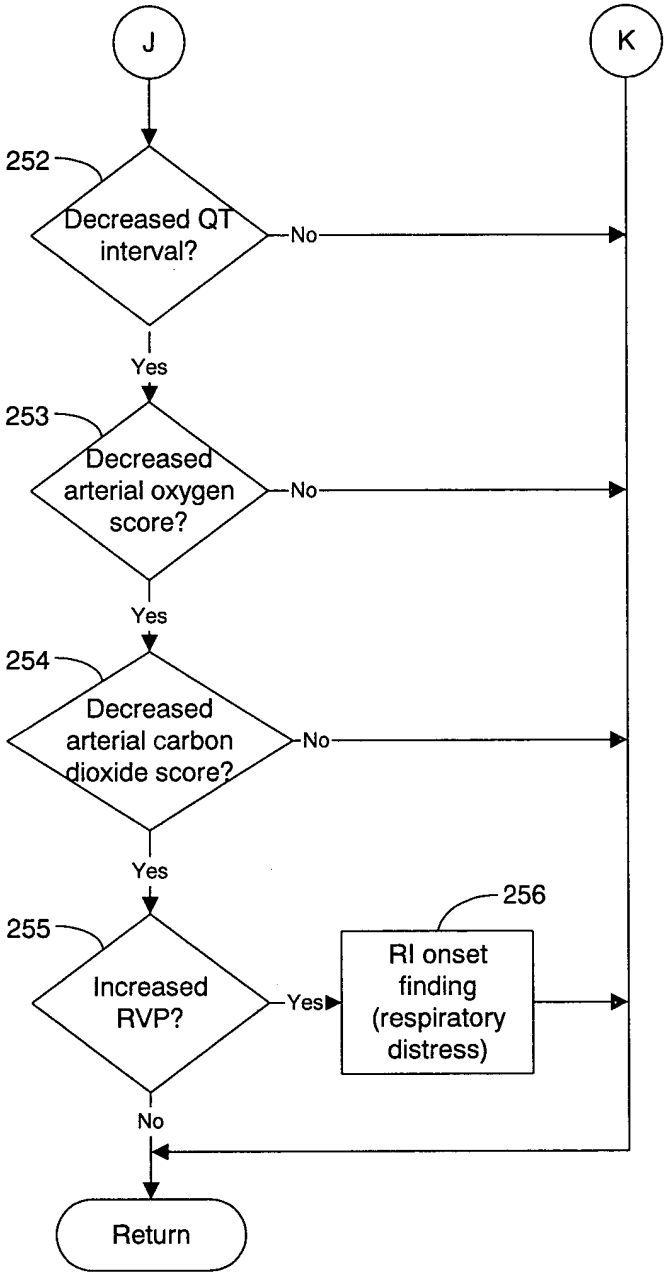 J
K
252
Decreased QT
interval?
No
Yes
253
Decreased
arterial oxygen
score?
No
Yes
254
Decreased
arterial carbon
dioxide score?
No
Yes
255
Increased
RVP?
Yes
256
RI onset
finding
(respiratory
distress)
No
Return